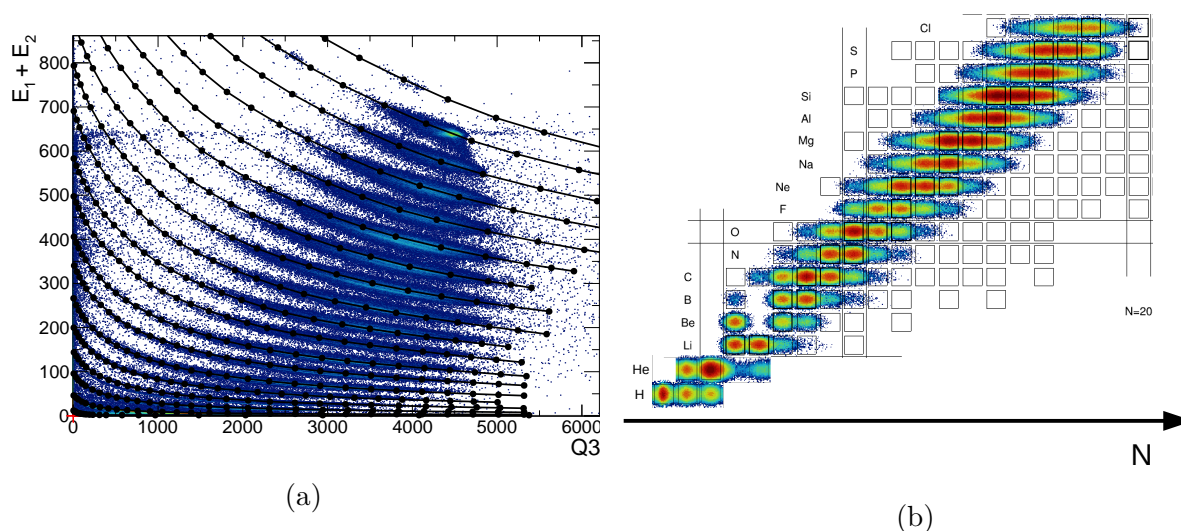 E₁ + E₂
800
700
600
500
400
300
200
100
0
0 1000 2000 3000 4000 5000 6000
Q3
(a)
Cl
S
P
Si
Al
Mg
Na
Ne
F
O
N
C
B
Be
Li
He
H
N=20
N
(b)